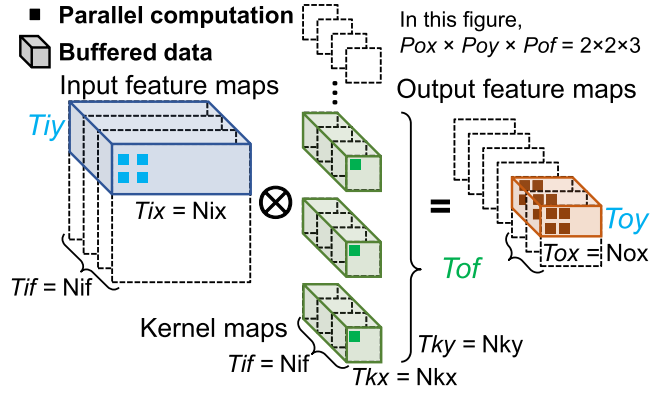 Parallel computation
Buffered data
In this figure,
Pox × Poy × Pof = 2×2×3
Input feature maps
Output feature maps
Tiy
Tix = Nix
Tif = Nif
⊗
=
Toy
Tox = Nox
Tof
Kernel maps
Tif = Nif
Tky = Nky
Tkx = Nkx